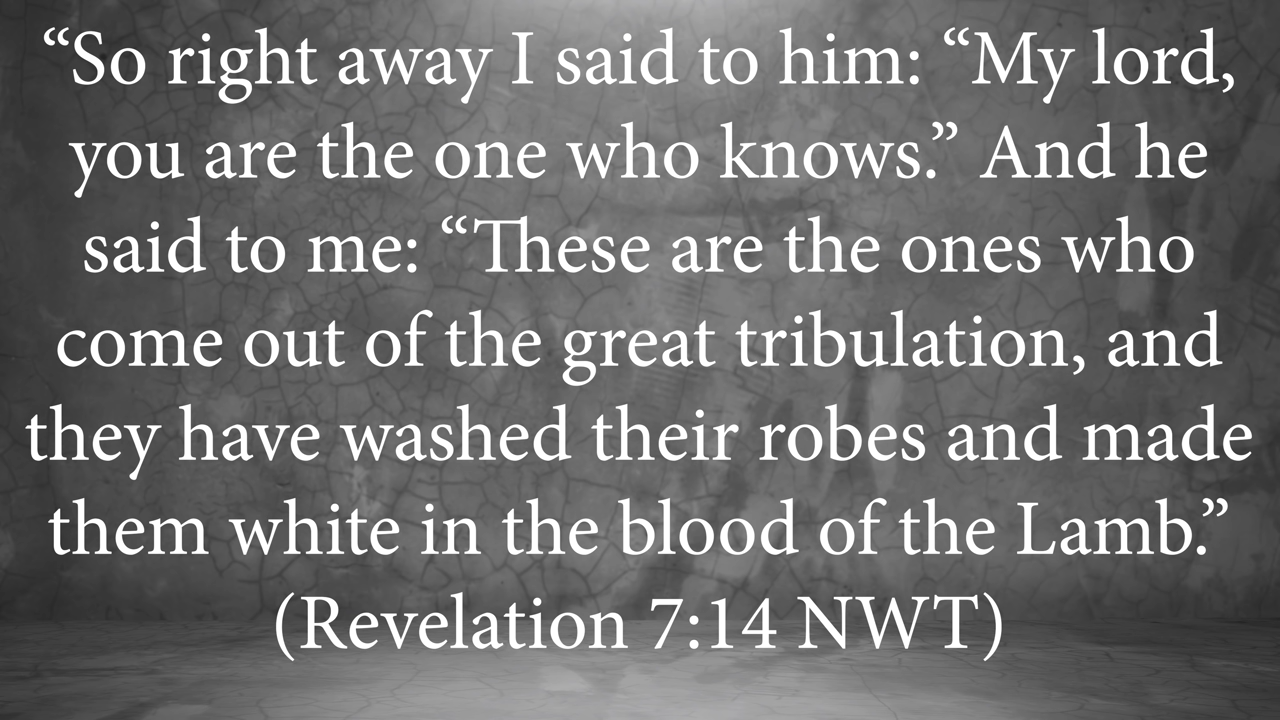 “So right away I said to him: “My lord,
you are the one who knows.” And he
said to me: “These are the ones who
come out of the great tribulation, and
they have washed their robes and made
them white in the blood of the Lamb.”
(Revelation 7:14 NWT)